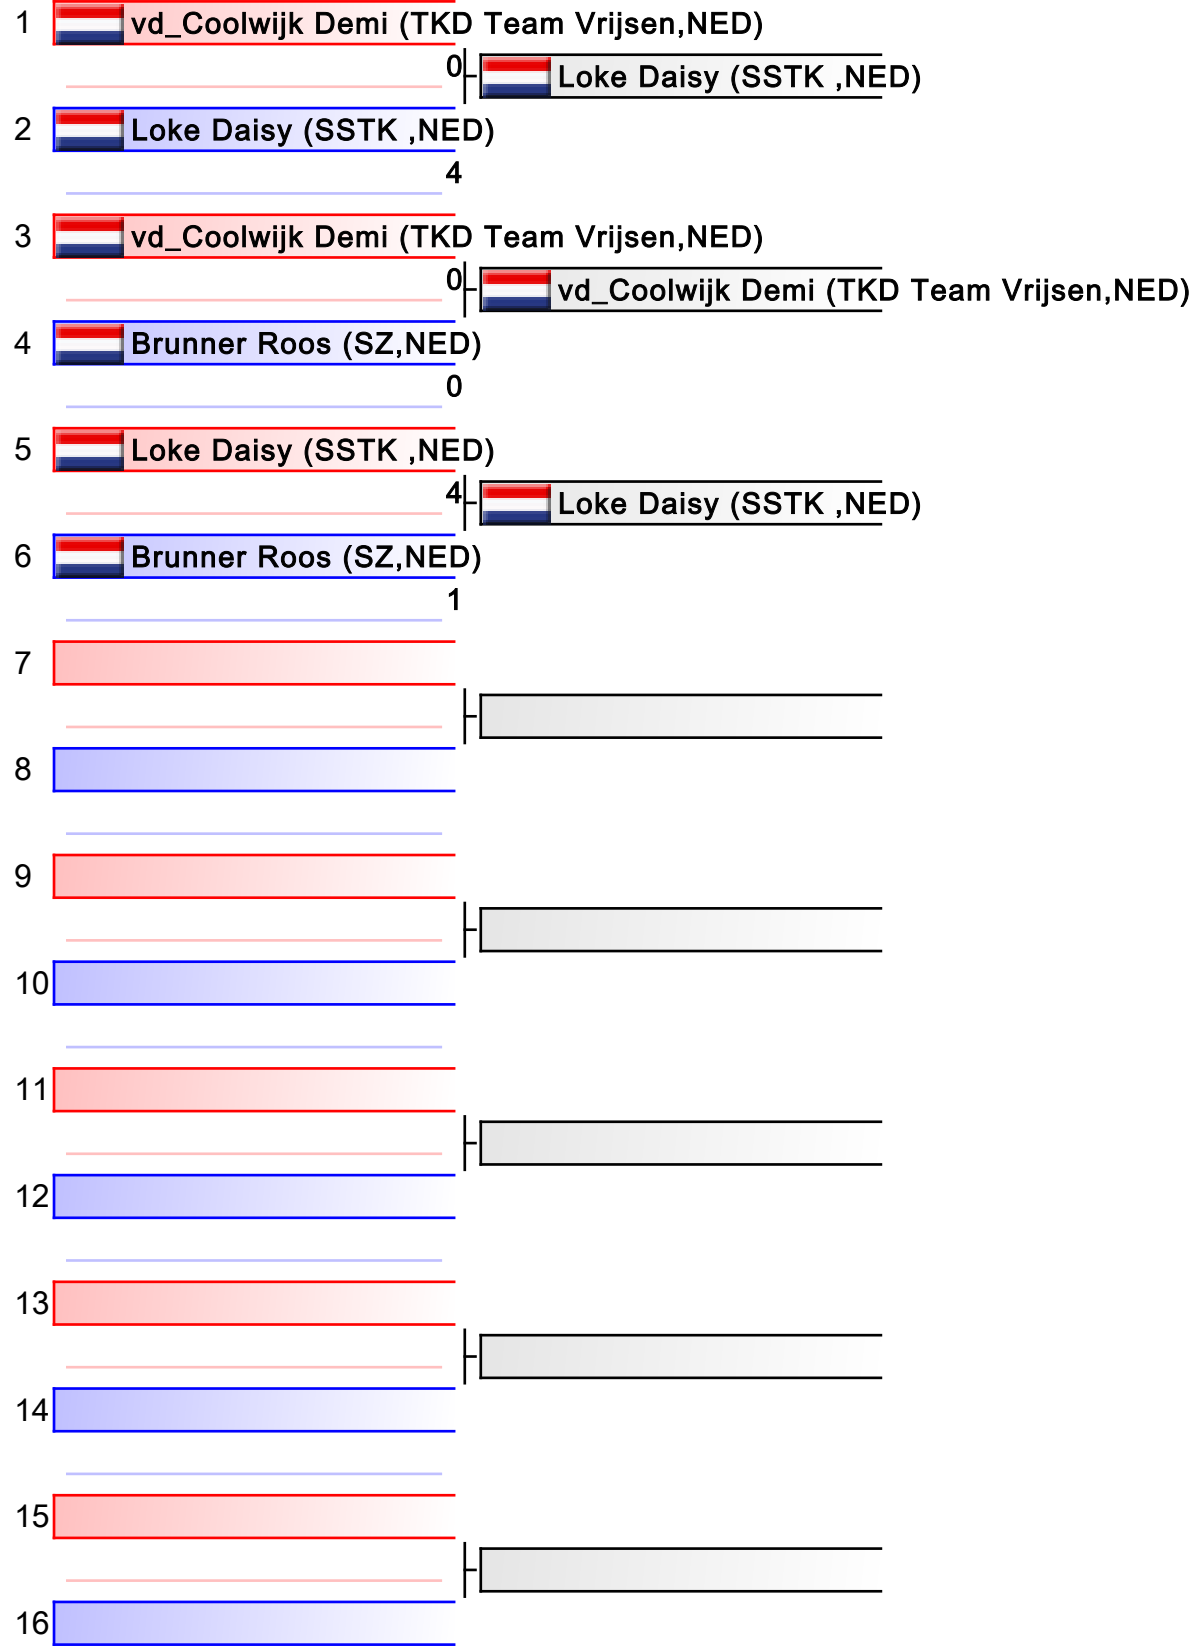 1 vd_Coolwijk Demi (TKD Team Vrijsen,NED)
0 Loke Daisy (SSTK ,NED)
2 Loke Daisy (SSTK ,NED)
4
3 vd_Coolwijk Demi (TKD Team Vrijsen,NED)
0 vd_Coolwijk Demi (TKD Team Vrijsen,NED)
4 Brunner Roos (SZ,NED)
0
5 Loke Daisy (SSTK ,NED)
4 Loke Daisy (SSTK ,NED)
6 Brunner Roos (SZ,NED)
1
7
8
9
10
11
12
13
14
15
16